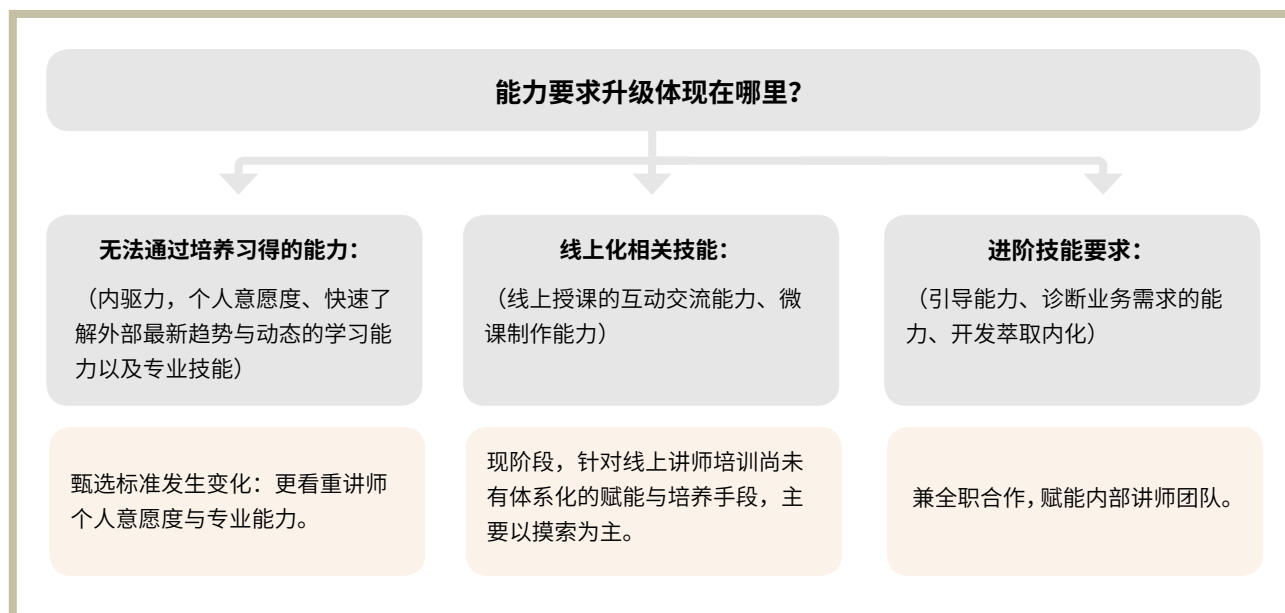 能力要求升级体现在哪里？
无法通过培养习得的能力：
（内驱力，个人意愿度、快速了
解外部最新趋势与动态的学习能
力以及专业技能）
线上化相关技能：
（线上授课的互动交流能力、微
课制作能力）
进阶技能要求：
（引导能力、诊断业务需求的能
力、开发萃取内化）
甄选标准发生变化：更看重讲师
个人意愿度与专业能力。
现阶段，针对线上讲师培训尚未
有体系化的赋能与培养手段，主
要以摸索为主。
兼全职合作，赋能内部讲师团队。